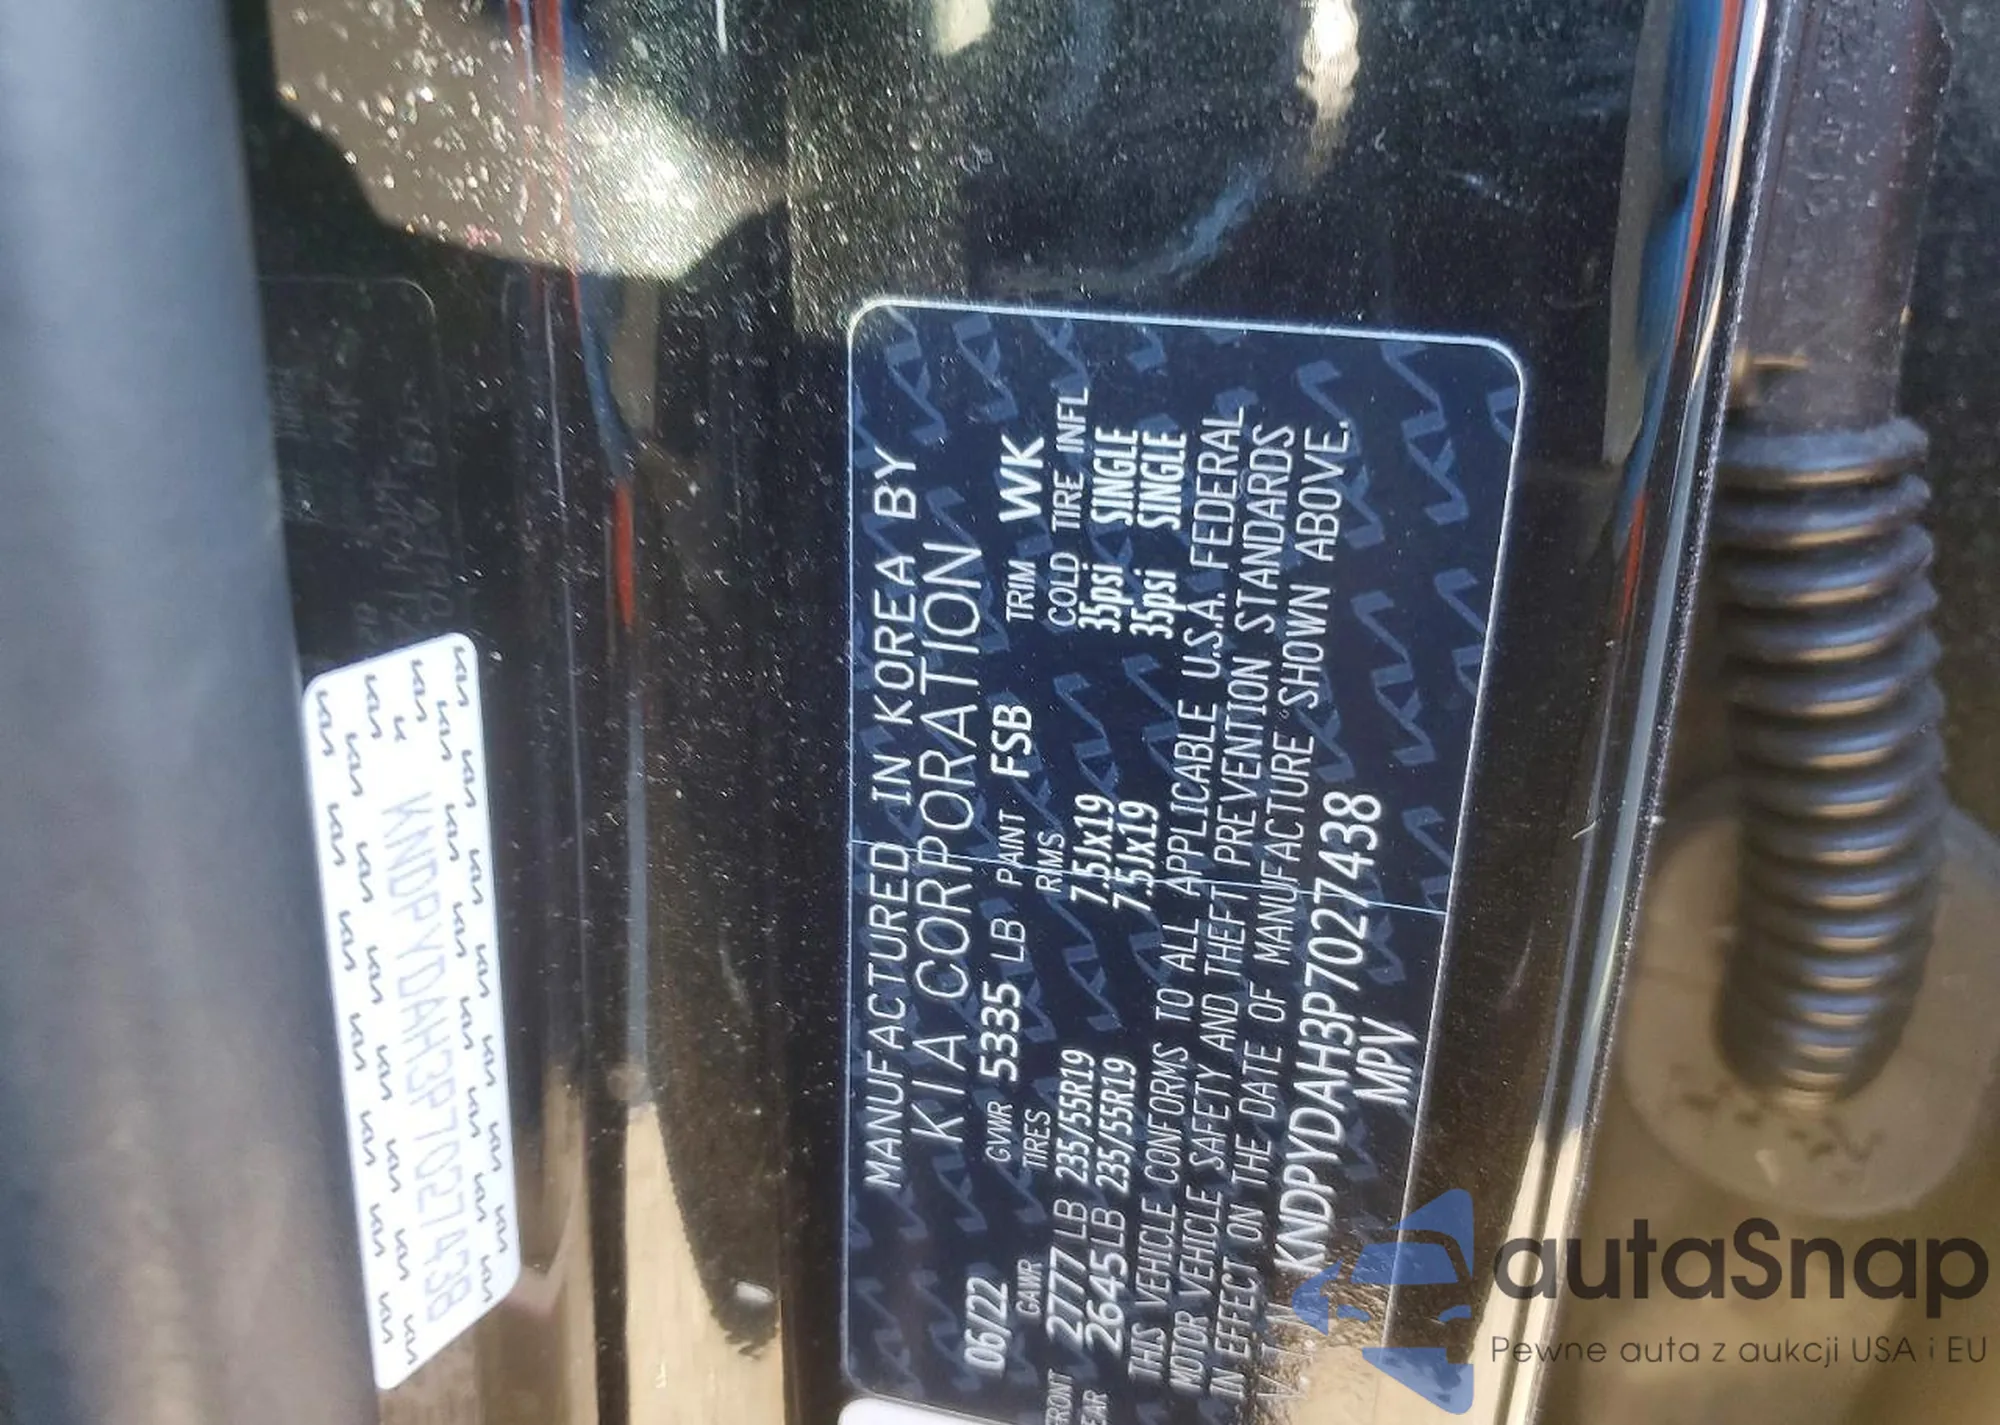 MANUFACTURED IN KOREA BY
KIA CORPORATION
06/22 GVWR 5335 LB PAINT FSB TRIM WK
GAWR TIRES RIMS COLD TIRE INFL
FRONT 2777 LB 235/55R19 7.5Jx19 35psi SINGLE
REAR 2645 LB 235/55R19 7.5Jx19 35psi SINGLE
THIS VEHICLE CONFORMS TO ALL APPLICABLE U.S.A. FEDERAL
MOTOR VEHICLE SAFETY AND THEFT PREVENTION STANDARDS
IN EFFECT ON THE DATE OF MANUFACTURE SHOWN ABOVE.
V.I.N KNDPYDAH3P7027438
MPV
KNDPYDAH3P7027438
autaSnap
Pewne auta z aukcji USA i EU